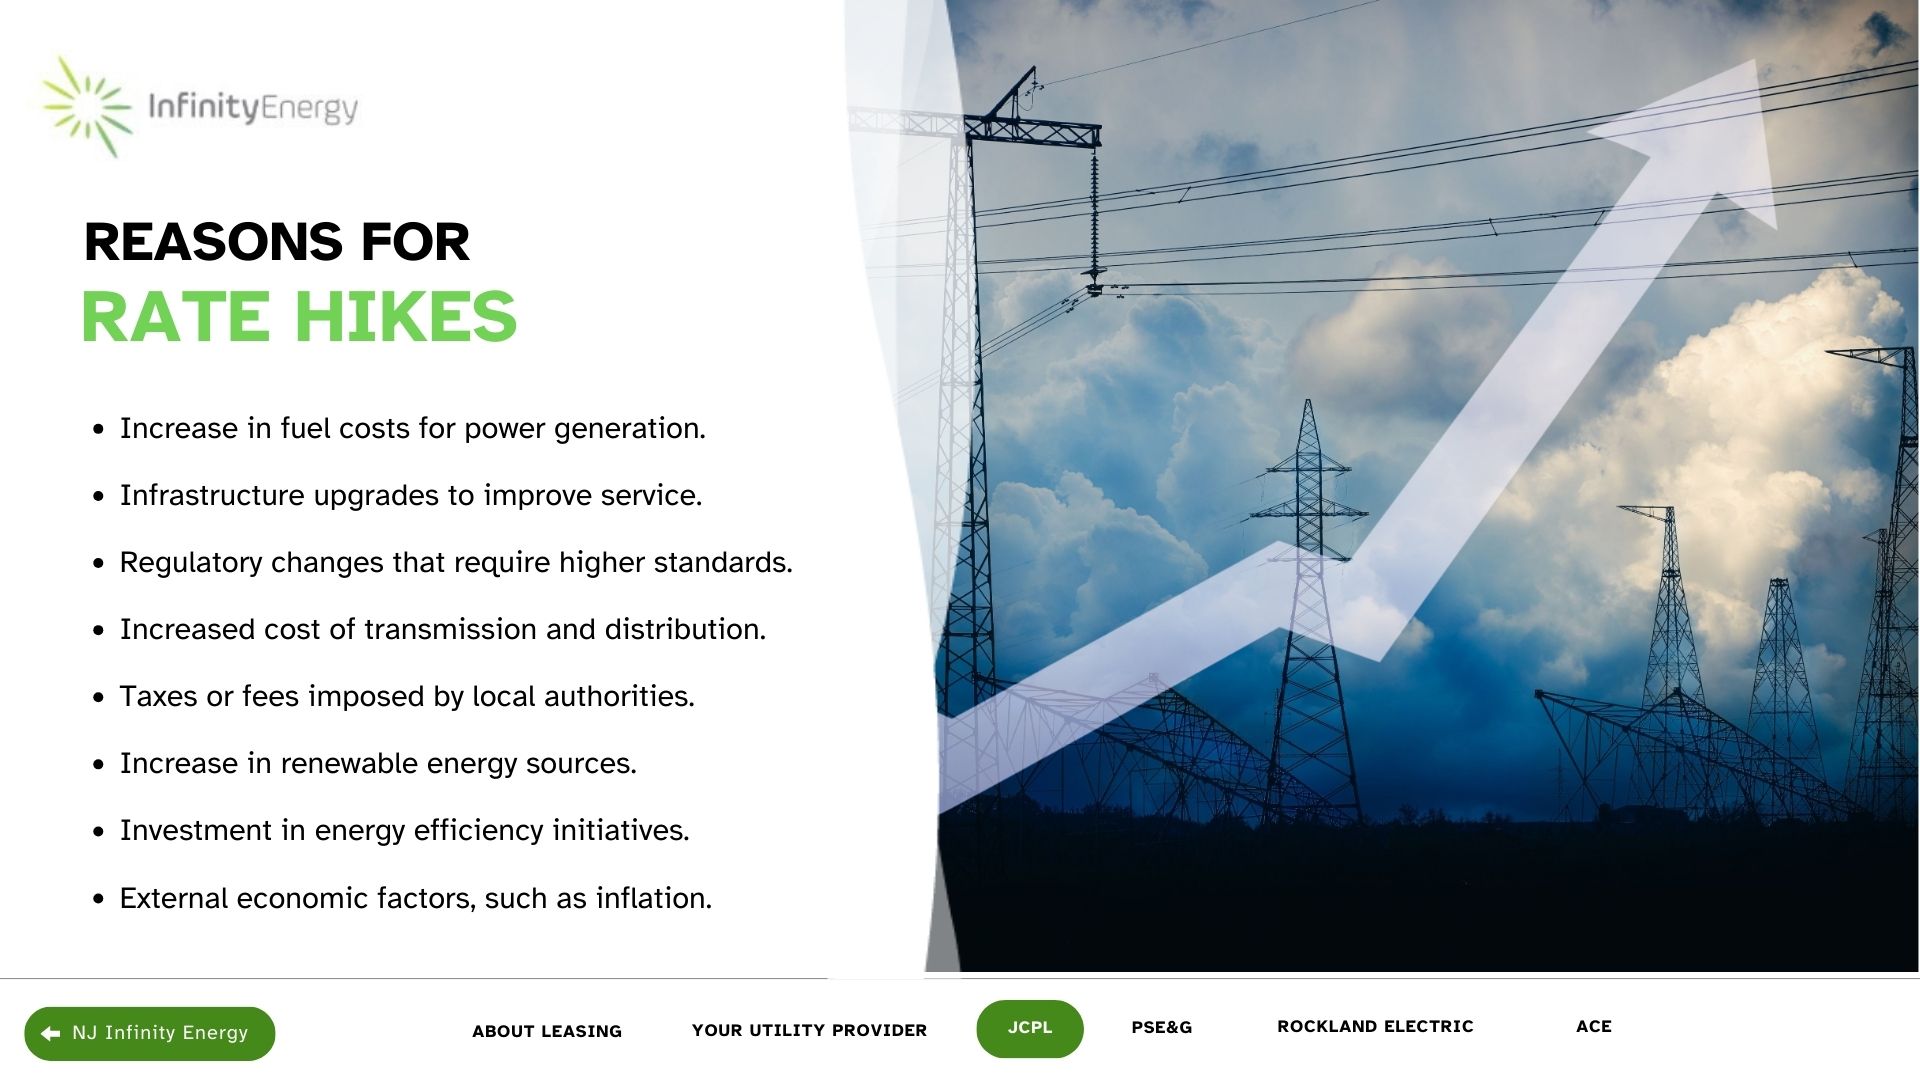 InfinityEnergy
REASONS FOR
RATE HIKES
• Increase in fuel costs for power generation.
• Infrastructure upgrades to improve service.
• Regulatory changes that require higher standards.
• Increased cost of transmission and distribution.
• Taxes or fees imposed by local authorities.
• Increase in renewable energy sources.
• Investment in energy efficiency initiatives.
• External economic factors, such as inflation.
NJ Infinity Energy
ABOUT LEASING
YOUR UTILITY PROVIDER
JCPL
PSE&G
ROCKLAND ELECTRIC
ACE